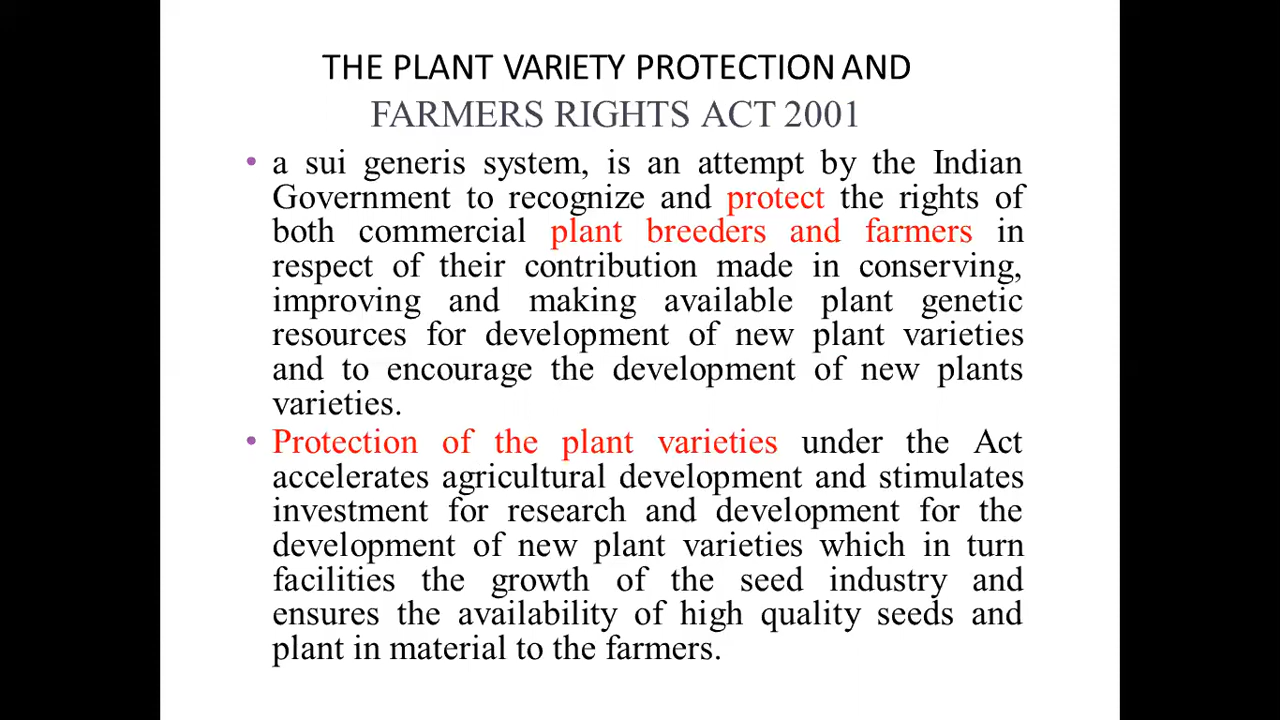 THE PLANT VARIETY PROTECTION AND
FARMERS RIGHTS ACT 2001
• a sui generis system, is an attempt by the Indian
Government to recognize and protect the rights of
both commercial plant breeders and farmers in
respect of their contribution made in conserving,
improving and making available plant genetic
resources for development of new plant varieties
and to encourage the development of new plants
varieties.
• Protection of the plant varieties under the Act
accelerates agricultural development and stimulates
investment for research and development for the
development of new plant varieties which in turn
facilities the growth of the seed industry and
ensures the availability of high quality seeds and
plant in material to the farmers.